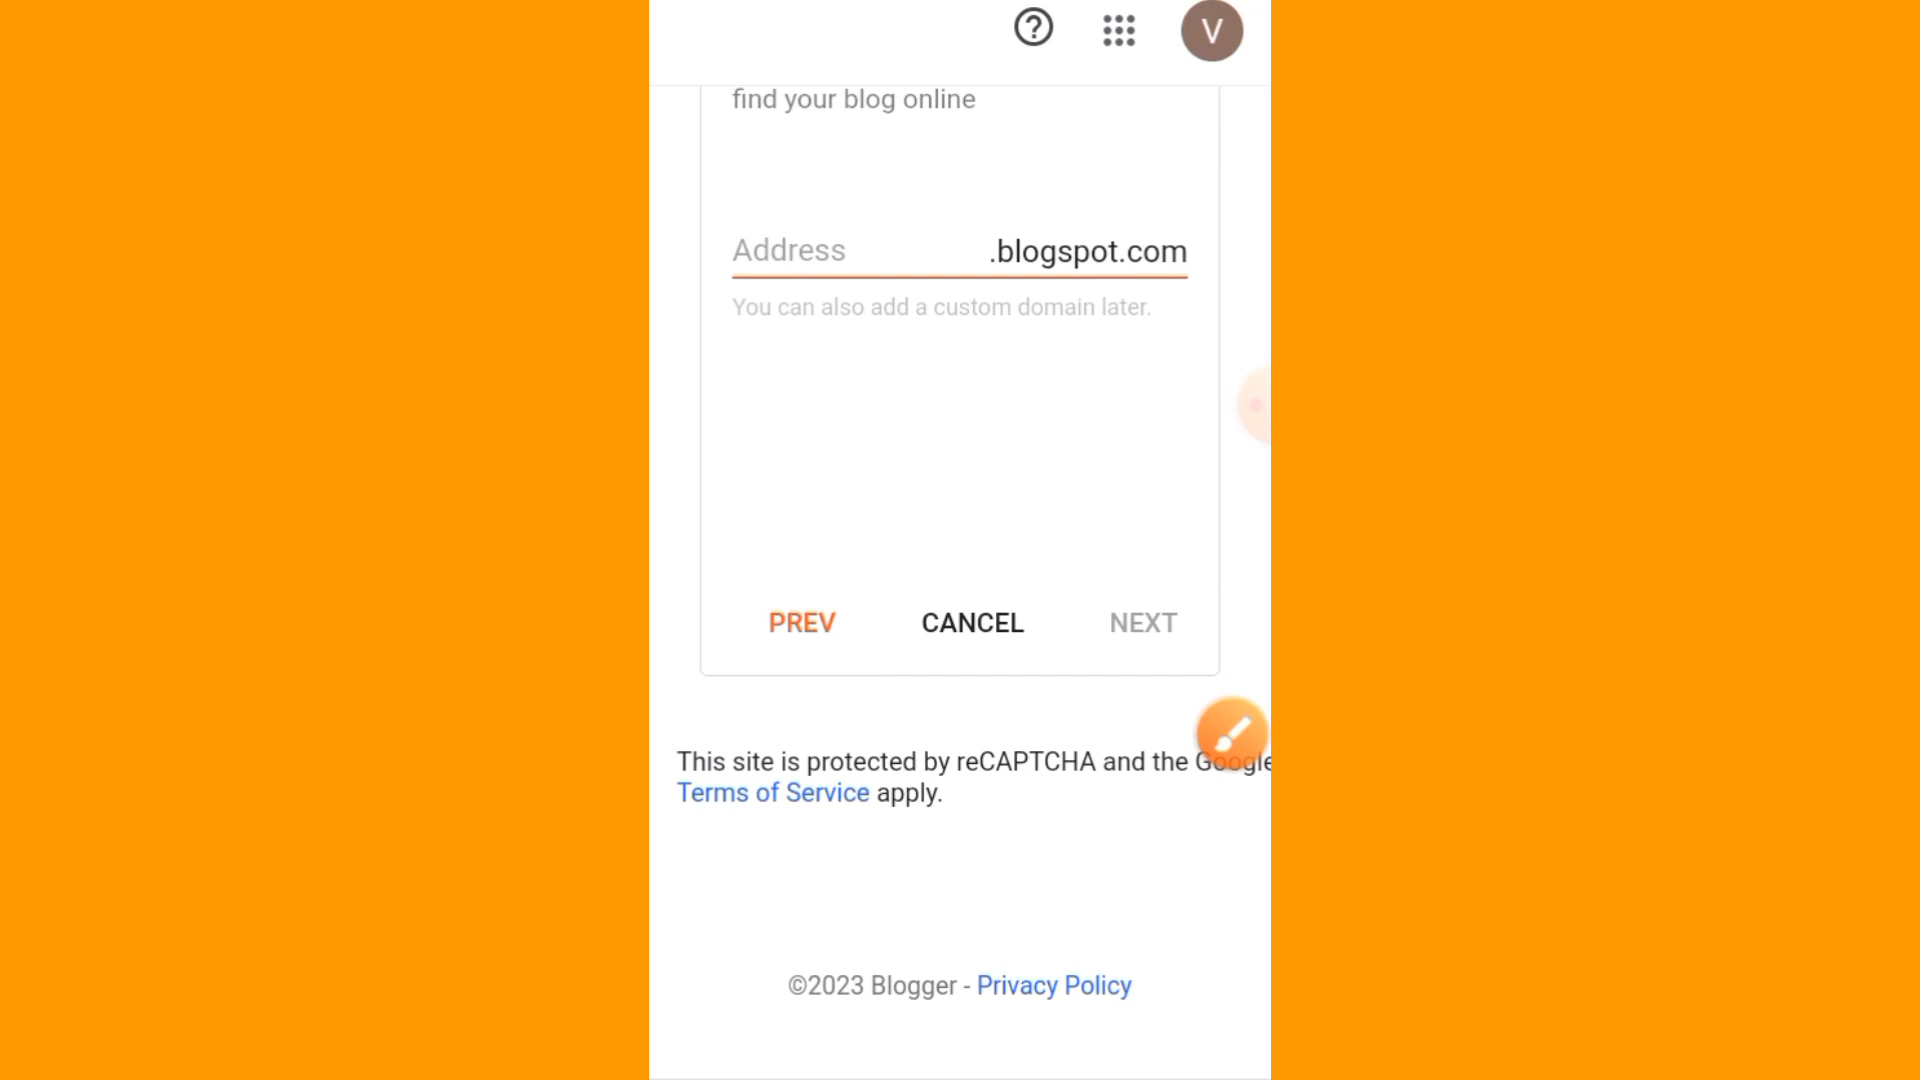 V
find your blog online
Address .blogspot.com
You can also add a custom domain later.
PREV CANCEL NEXT
This site is protected by reCAPTCHA and the Google
Terms of Service apply.
©2023 Blogger - Privacy Policy